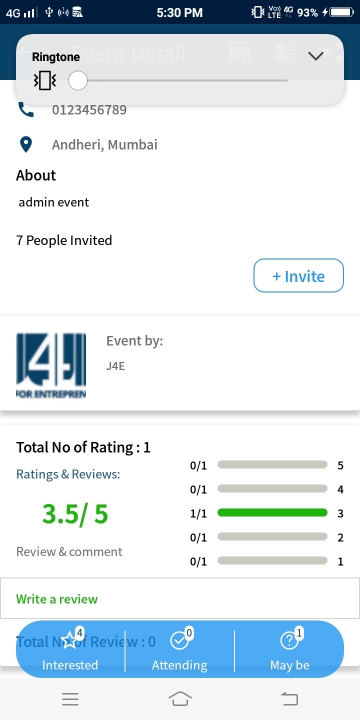 4G
5:30 PM
Vo)) LTE 4G 93%
Event Detail
Ringtone
0123456789
Andheri, Mumbai
About
admin event
7 People Invited
+ Invite
J4E
FOR ENTREPREN
Event by:
J4E
Total No of Rating : 1
Ratings & Reviews:
3.5/ 5
Review & comment
0/1 5
0/1 4
1/1 3
0/1 2
0/1 1
Write a review
Total No of Review : 0
4 0 1
Interested Attending May be